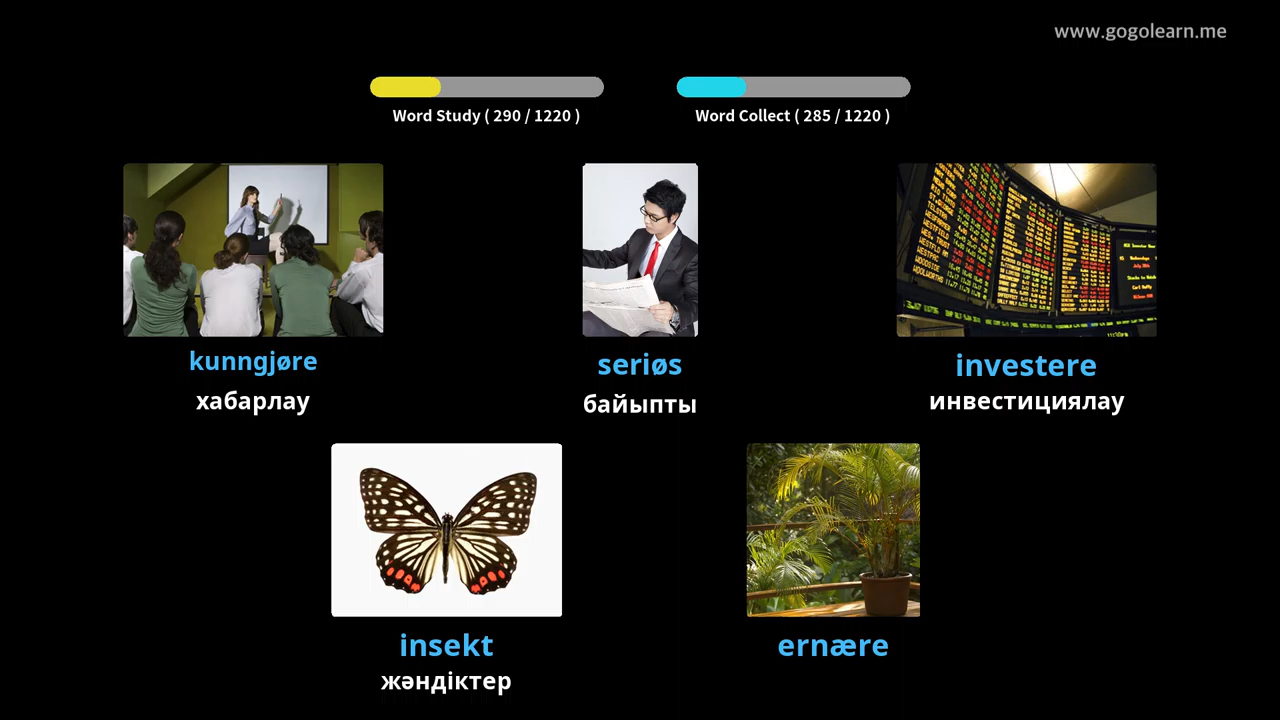 www.gogolearn.me
Word Study ( 290 / 1220 )
Word Collect ( 285 / 1220 )
kunngjøre
хабарлау
seriøs
байыпты
investere
инвестициялау
insekt
жәндіктер
ernære